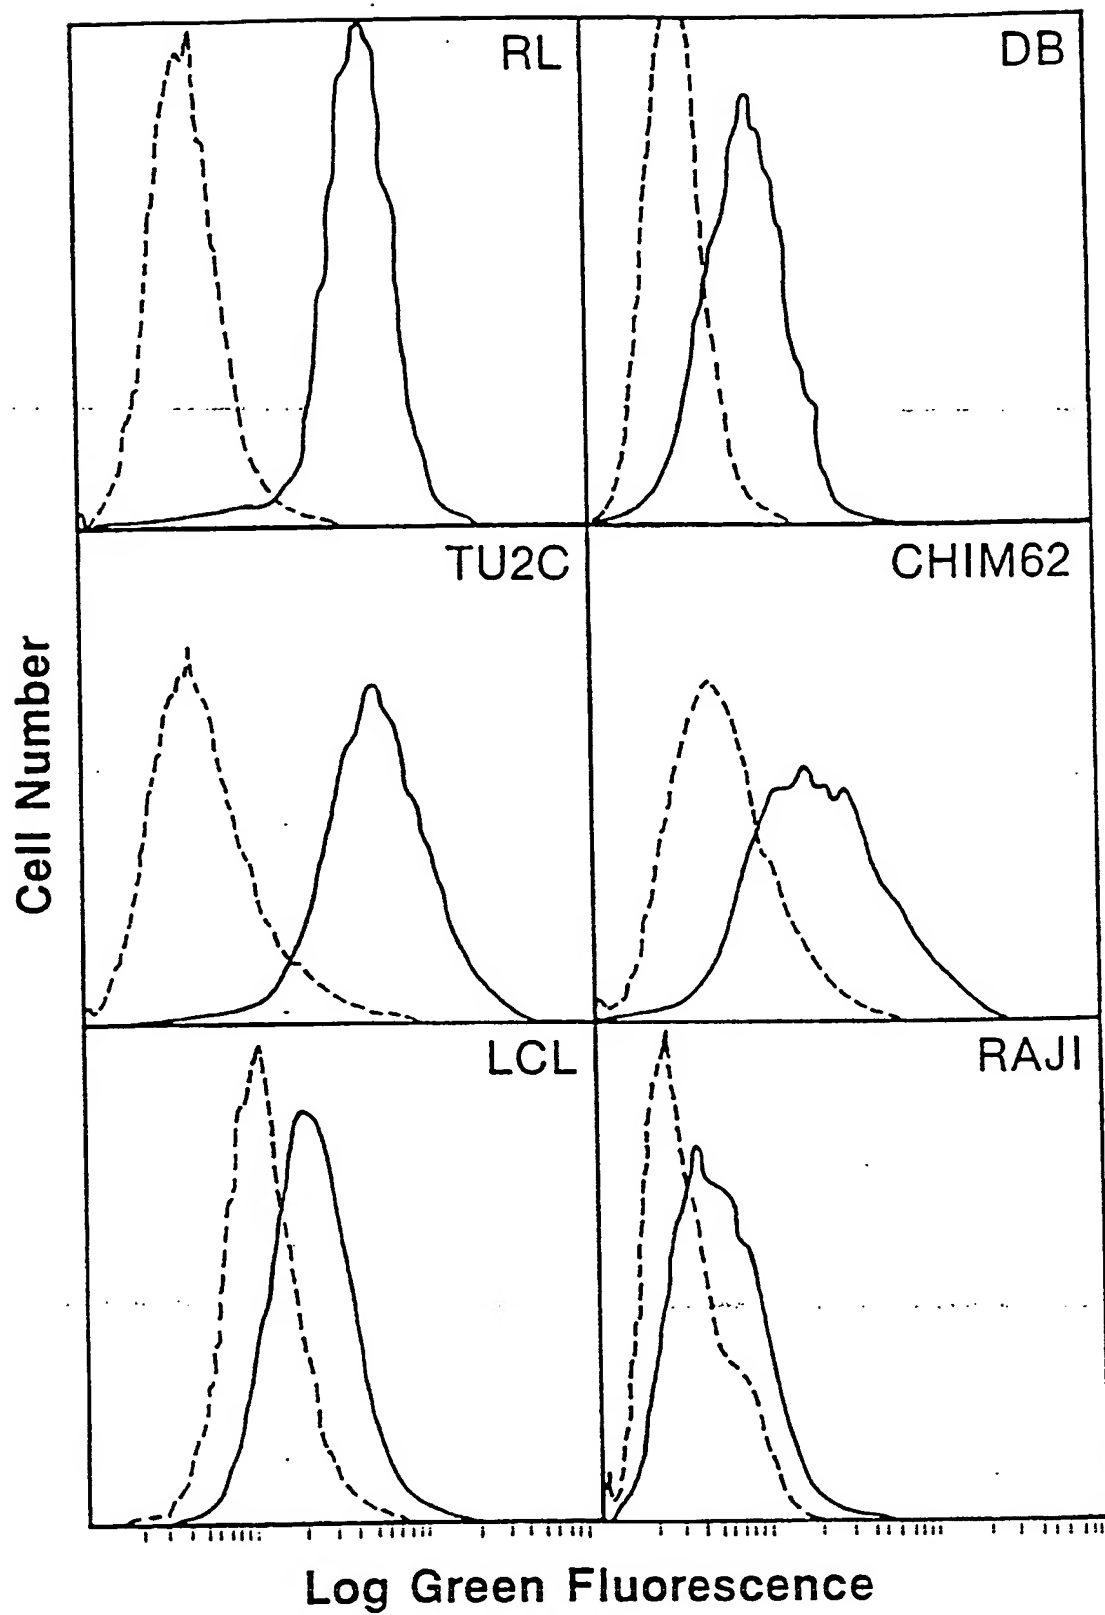 RL
DB
TU2C
CHIM62
LCL
RAJI
Cell Number
Log Green Fluorescence